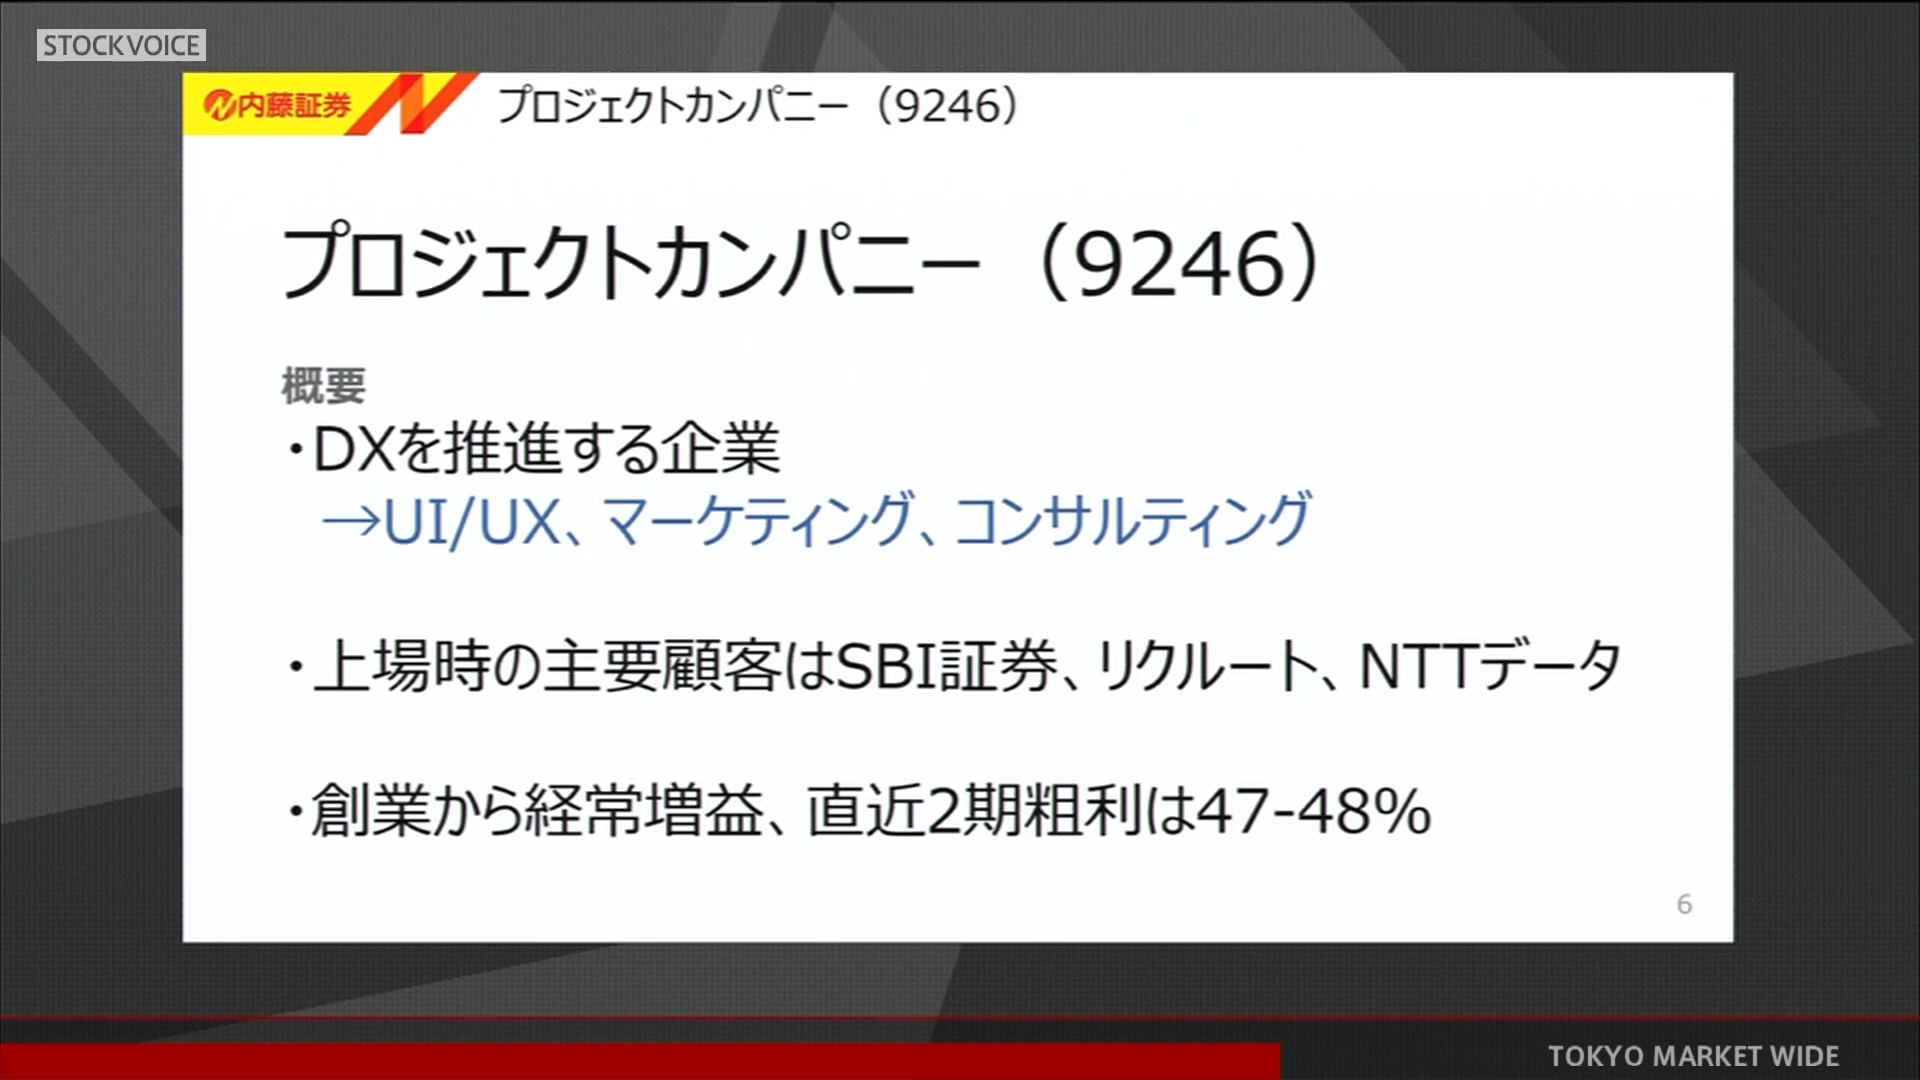 STOCKVOICE
内藤証券
プロジェクトカンパニー（9246）
プロジェクトカンパニー（9246）
概要
・DXを推進する企業
→UI/UX、マーケティング、コンサルティング
・上場時の主要顧客はSBI証券、リクルート、NTTデータ
・創業から経常増益、直近2期粗利は47-48%
6
TOKYO MARKET WIDE